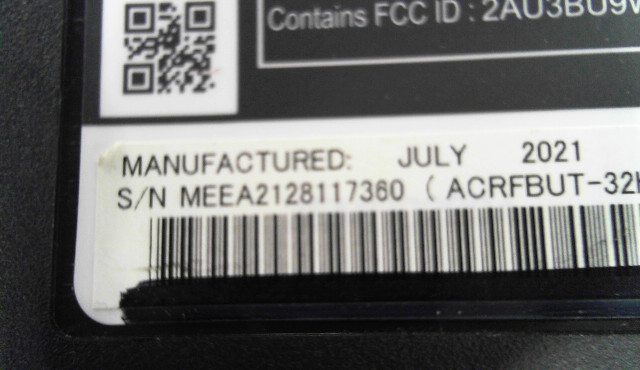 Contains FCC ID : 2AU3BU9
MANUFACTURED: JULY 2021
S/N MEEA2128117360 ( ACRFBUT-32